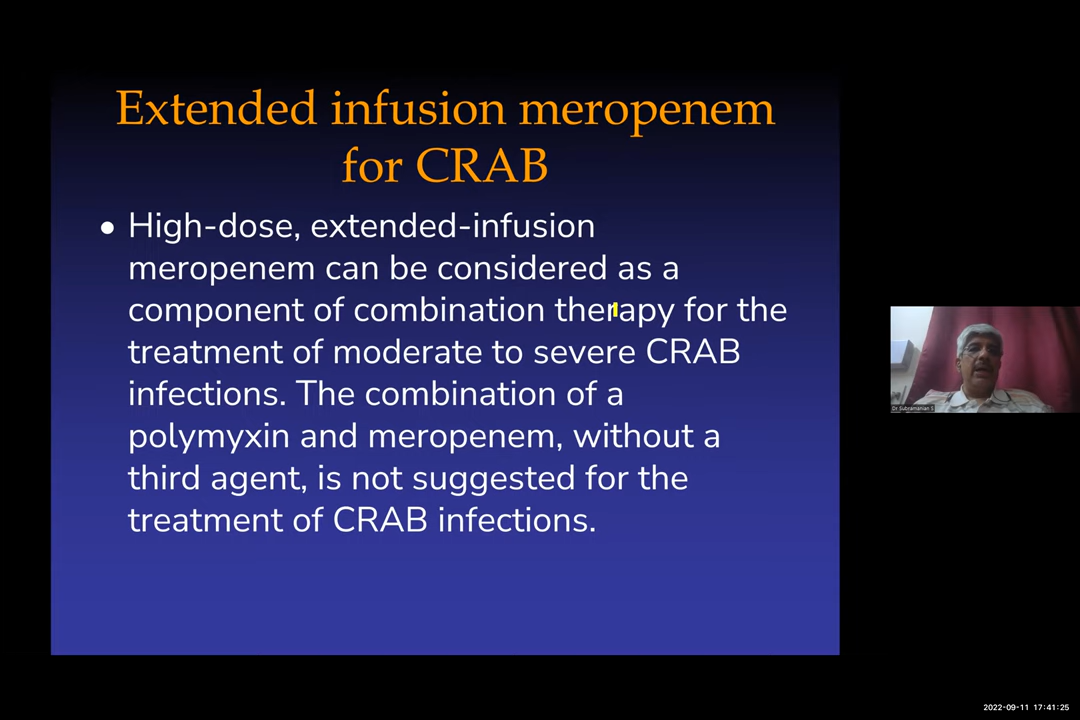 Extended infusion meropenem
for CRAB
• High-dose, extended-infusion
meropenem can be considered as a
component of combination therapy for the
treatment of moderate to severe CRAB
infections. The combination of a
polymyxin and meropenem, without a
third agent, is not suggested for the
treatment of CRAB infections.
Dr Subramanian S
2022-09-11 17:41:25